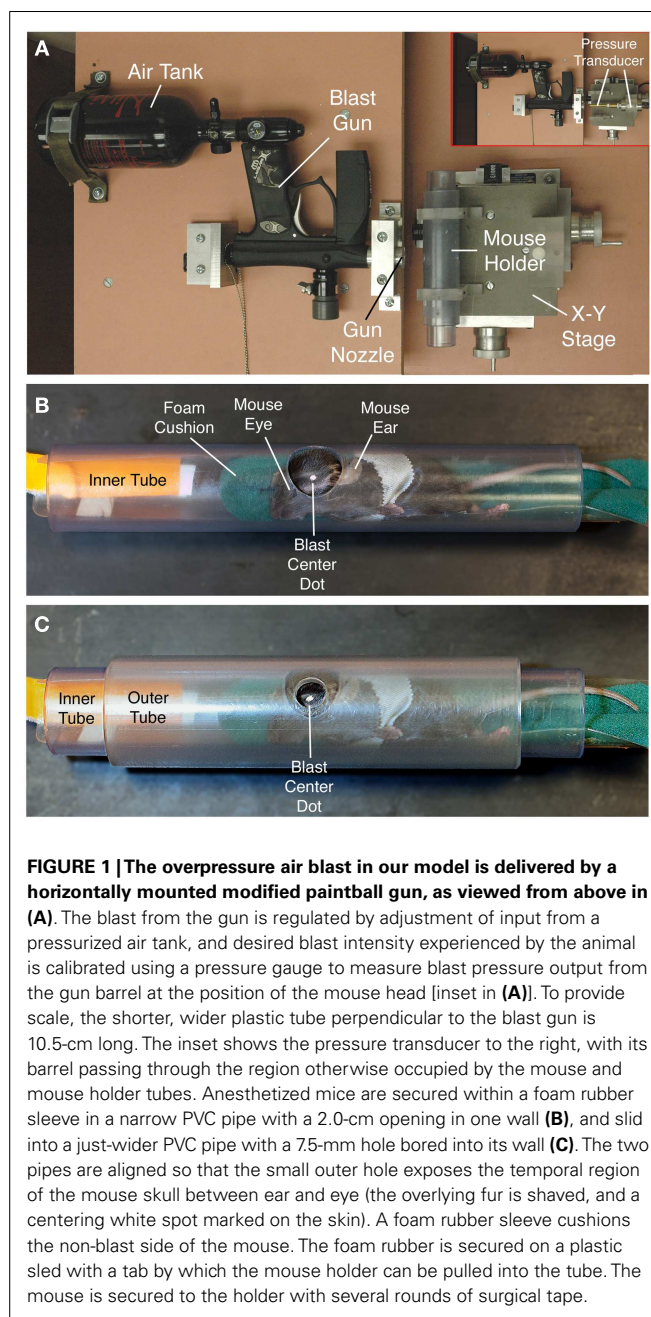 A
Air Tank
Blast
Gun
Pressure
Transducer
Mouse
Holder
Gun
Nozzle
X-Y
Stage
B
Foam
Cushion
Mouse
Eye
Mouse
Ear
Inner Tube
Blast
Center
Dot
C
Inner
Tube
Outer
Tube
Blast
Center
Dot
FIGURE 1 | The overpressure air blast in our model is delivered by a
horizontally mounted modified paintball gun, as viewed from above in
(A). The blast from the gun is regulated by adjustment of input from a
pressurized air tank, and desired blast intensity experienced by the animal
is calibrated using a pressure gauge to measure blast pressure output from
the gun barrel at the position of the mouse head [inset in (A)]. To provide
scale, the shorter, wider plastic tube perpendicular to the blast gun is
10.5-cm long. The inset shows the pressure transducer to the right, with its
barrel passing through the region otherwise occupied by the mouse and
mouse holder tubes. Anesthetized mice are secured within a foam rubber
sleeve in a narrow PVC pipe with a 2.0-cm opening in one wall (B), and slid
into a just-wider PVC pipe with a 7.5-mm hole bored into its wall (C). The two
pipes are aligned so that the small outer hole exposes the temporal region
of the mouse skull between ear and eye (the overlying fur is shaved, and a
centering white spot marked on the skin). A foam rubber sleeve cushions
the non-blast side of the mouse. The foam rubber is secured on a plastic
sled with a tab by which the mouse holder can be pulled into the tube. The
mouse is secured to the holder with several rounds of surgical tape.